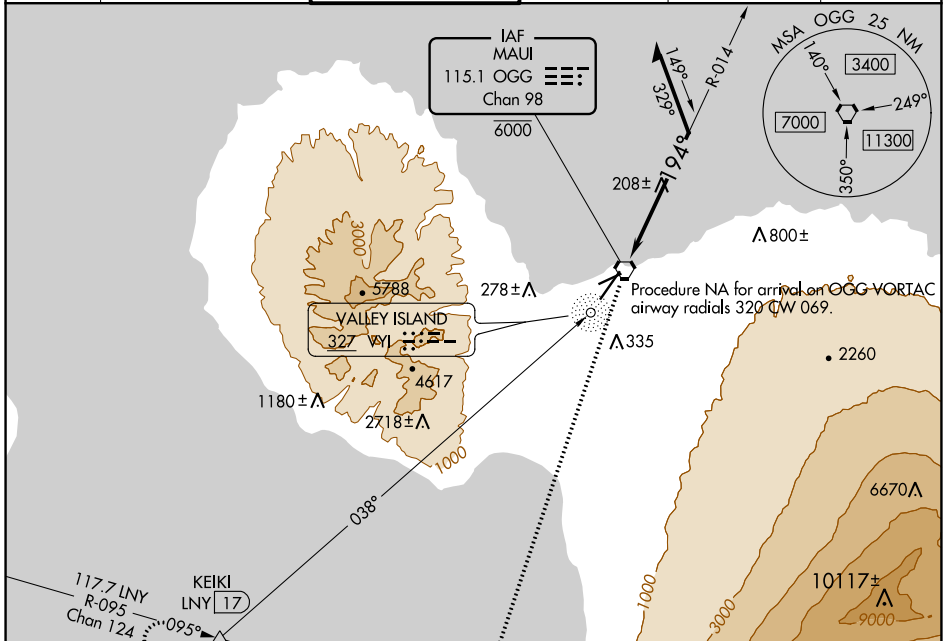 IAF
MAUI
115.1 OGG
Chan 98
6000
149°
329°
R-014
194°
208±
MSA OGG 25 NM
140°
3400
249°
7000
11300
350°
800±
3000
5788
278±
Procedure NA for arrival on OGG VORTAC
airway radials 320 CW 069.
VALLEY ISLAND
327 VYI
335
2260
4617
1180±
2718±
1000
6670
038°
117.7 LNY
R-095
Chan 124
095°
KEIKI
LNY 17
10117±
1000
3000
9000